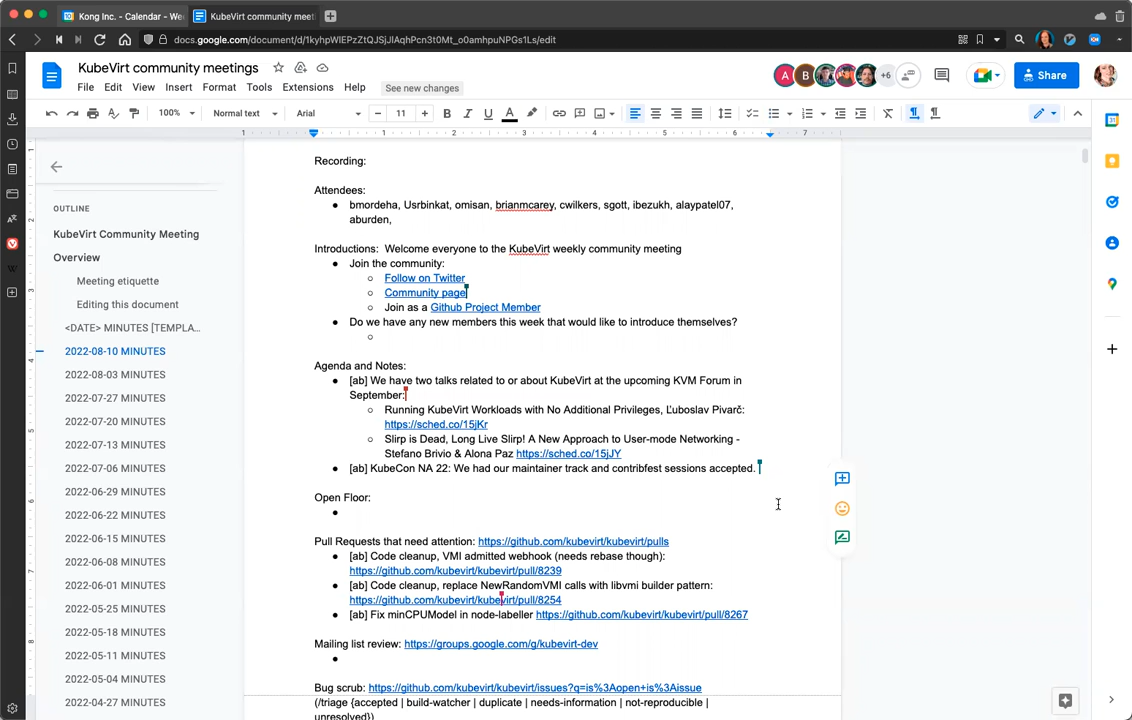 Kong Inc. - Calendar - We
KubeVirt community meet
docs.google.com/document/d/1kyhpWIEPzZtQJSjJlAqhPcn3t0Mt_o0amhpuNPGs1Ls/edit
KubeVirt community meetings
File Edit View Insert Format Tools Extensions Help See new changes
A B +6 Share
100% Normal text Arial 11
1 1 2 3 4 5 6 7
OUTLINE
KubeVirt Community Meeting
Overview
Meeting etiquette
Editing this document
<DATE> MINUTES [TEMPLA...
2022-08-10 MINUTES
2022-08-03 MINUTES
2022-07-27 MINUTES
2022-07-20 MINUTES
2022-07-13 MINUTES
2022-07-06 MINUTES
2022-06-29 MINUTES
2022-06-22 MINUTES
2022-06-15 MINUTES
2022-06-08 MINUTES
2022-06-01 MINUTES
2022-05-25 MINUTES
2022-05-18 MINUTES
2022-05-11 MINUTES
2022-05-04 MINUTES
2022-04-27 MINUTES
Recording:
Attendees:
● bmordeha, Usrbinkat, omisan, brianmcarey, cwilkers, sgott, ibezukh, alaypatel07,
aburden,
Introductions: Welcome everyone to the KubeVirt weekly community meeting
● Join the community:
○ Follow on Twitter
○ Community page
○ Join as a Github Project Member
● Do we have any new members this week that would like to introduce themselves?
○
Agenda and Notes:
● [ab] We have two talks related to or about KubeVirt at the upcoming KVM Forum in
September:
○ Running KubeVirt Workloads with No Additional Privileges, Ľuboslav Pivarč:
https://sched.co/15jKr
○ Slirp is Dead, Long Live Slirp! A New Approach to User-mode Networking -
Stefano Brivio & Alona Paz https://sched.co/15jJY
● [ab] KubeCon NA 22: We had our maintainer track and contribfest sessions accepted.
Open Floor:
●
Pull Requests that need attention: https://github.com/kubevirt/kubevirt/pulls
● [ab] Code cleanup, VMI admitted webhook (needs rebase though):
https://github.com/kubevirt/kubevirt/pull/8239
● [ab] Code cleanup, replace NewRandomVMI calls with libvmi builder pattern:
https://github.com/kubevirt/kubevirt/pull/8254
● [ab] Fix minCPUModel in node-labeller https://github.com/kubevirt/kubevirt/pull/8267
Mailing list review: https://groups.google.com/g/kubevirt-dev
●
Bug scrub: https://github.com/kubevirt/kubevirt/issues?q=is%3Aopen+is%3Aissue
(/triage {accepted | build-watcher | duplicate | needs-information | not-reproducible |
unresolved})